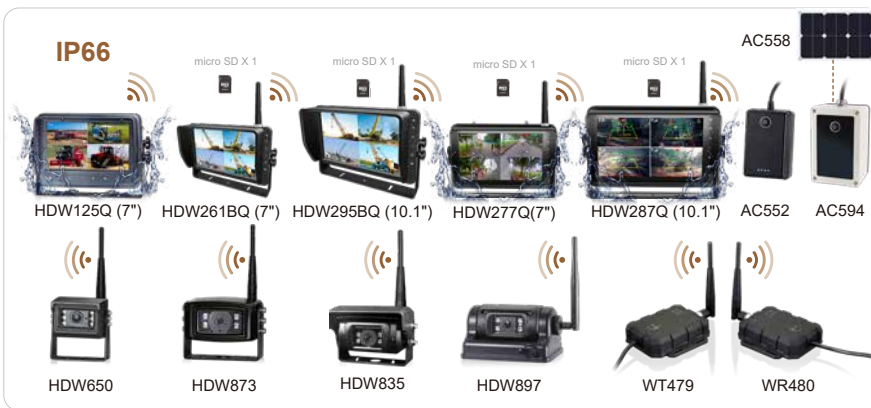 AC558
IP66
micro SD X 1
micro SD X 1
micro SD X 1
micro SD X 1
HDW125Q (7")
HDW261BQ (7")
HDW295BQ (10.1")
HDW277Q(7")
HDW287Q (10.1")
AC552
AC594
HDW650
HDW873
HDW835
HDW897
WT479
WR480